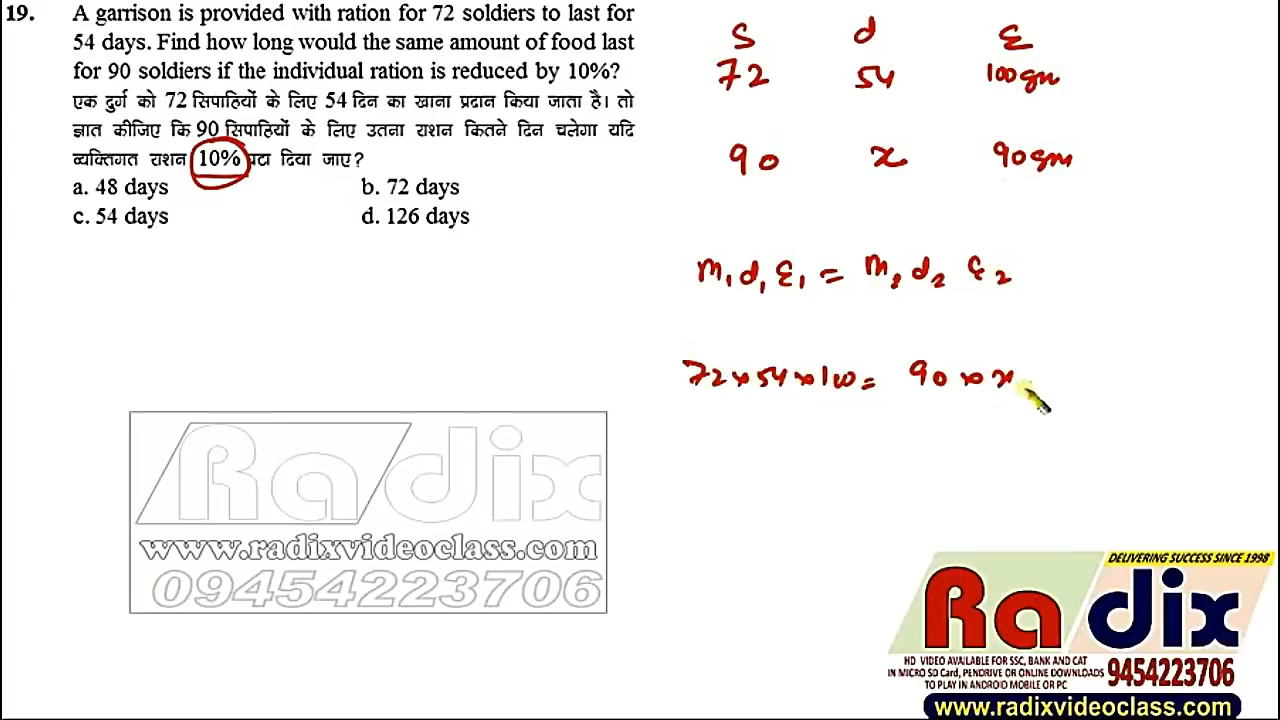 19. A garrison is provided with ration for 72 soldiers to last for
54 days. Find how long would the same amount of food last
for 90 soldiers if the individual ration is reduced by 10%?
एक दुर्ग को 72 सिपाहियों के लिए 54 दिन का खाना प्रदान किया जाता है। तो
ज्ञात कीजिए कि 90 सिपाहियों के लिए उतना राशन कितने दिन चलेगा यदि
व्यक्तिगत राशन 10% घटा दिया जाए?
a. 48 days b. 72 days
c. 54 days d. 126 days
S d ε
72 54 100gm
90 x 90gm
m₁d₁ε₁ = m₂d₂ε₂
72×54×100= 90×x
Radix
www.radixvideoclass.com
09454223706
DELIVERING SUCCESS SINCE 1998
Radix
HD VIDEO AVAILABLE FOR SSC, BANK AND CAT
IN MICRO SD Card, PENDRIVE OR ONLINE DOWNLOADS
TO PLAY IN ANDROID MOBILE OR PC
9454223706
www.radixvideoclass.com